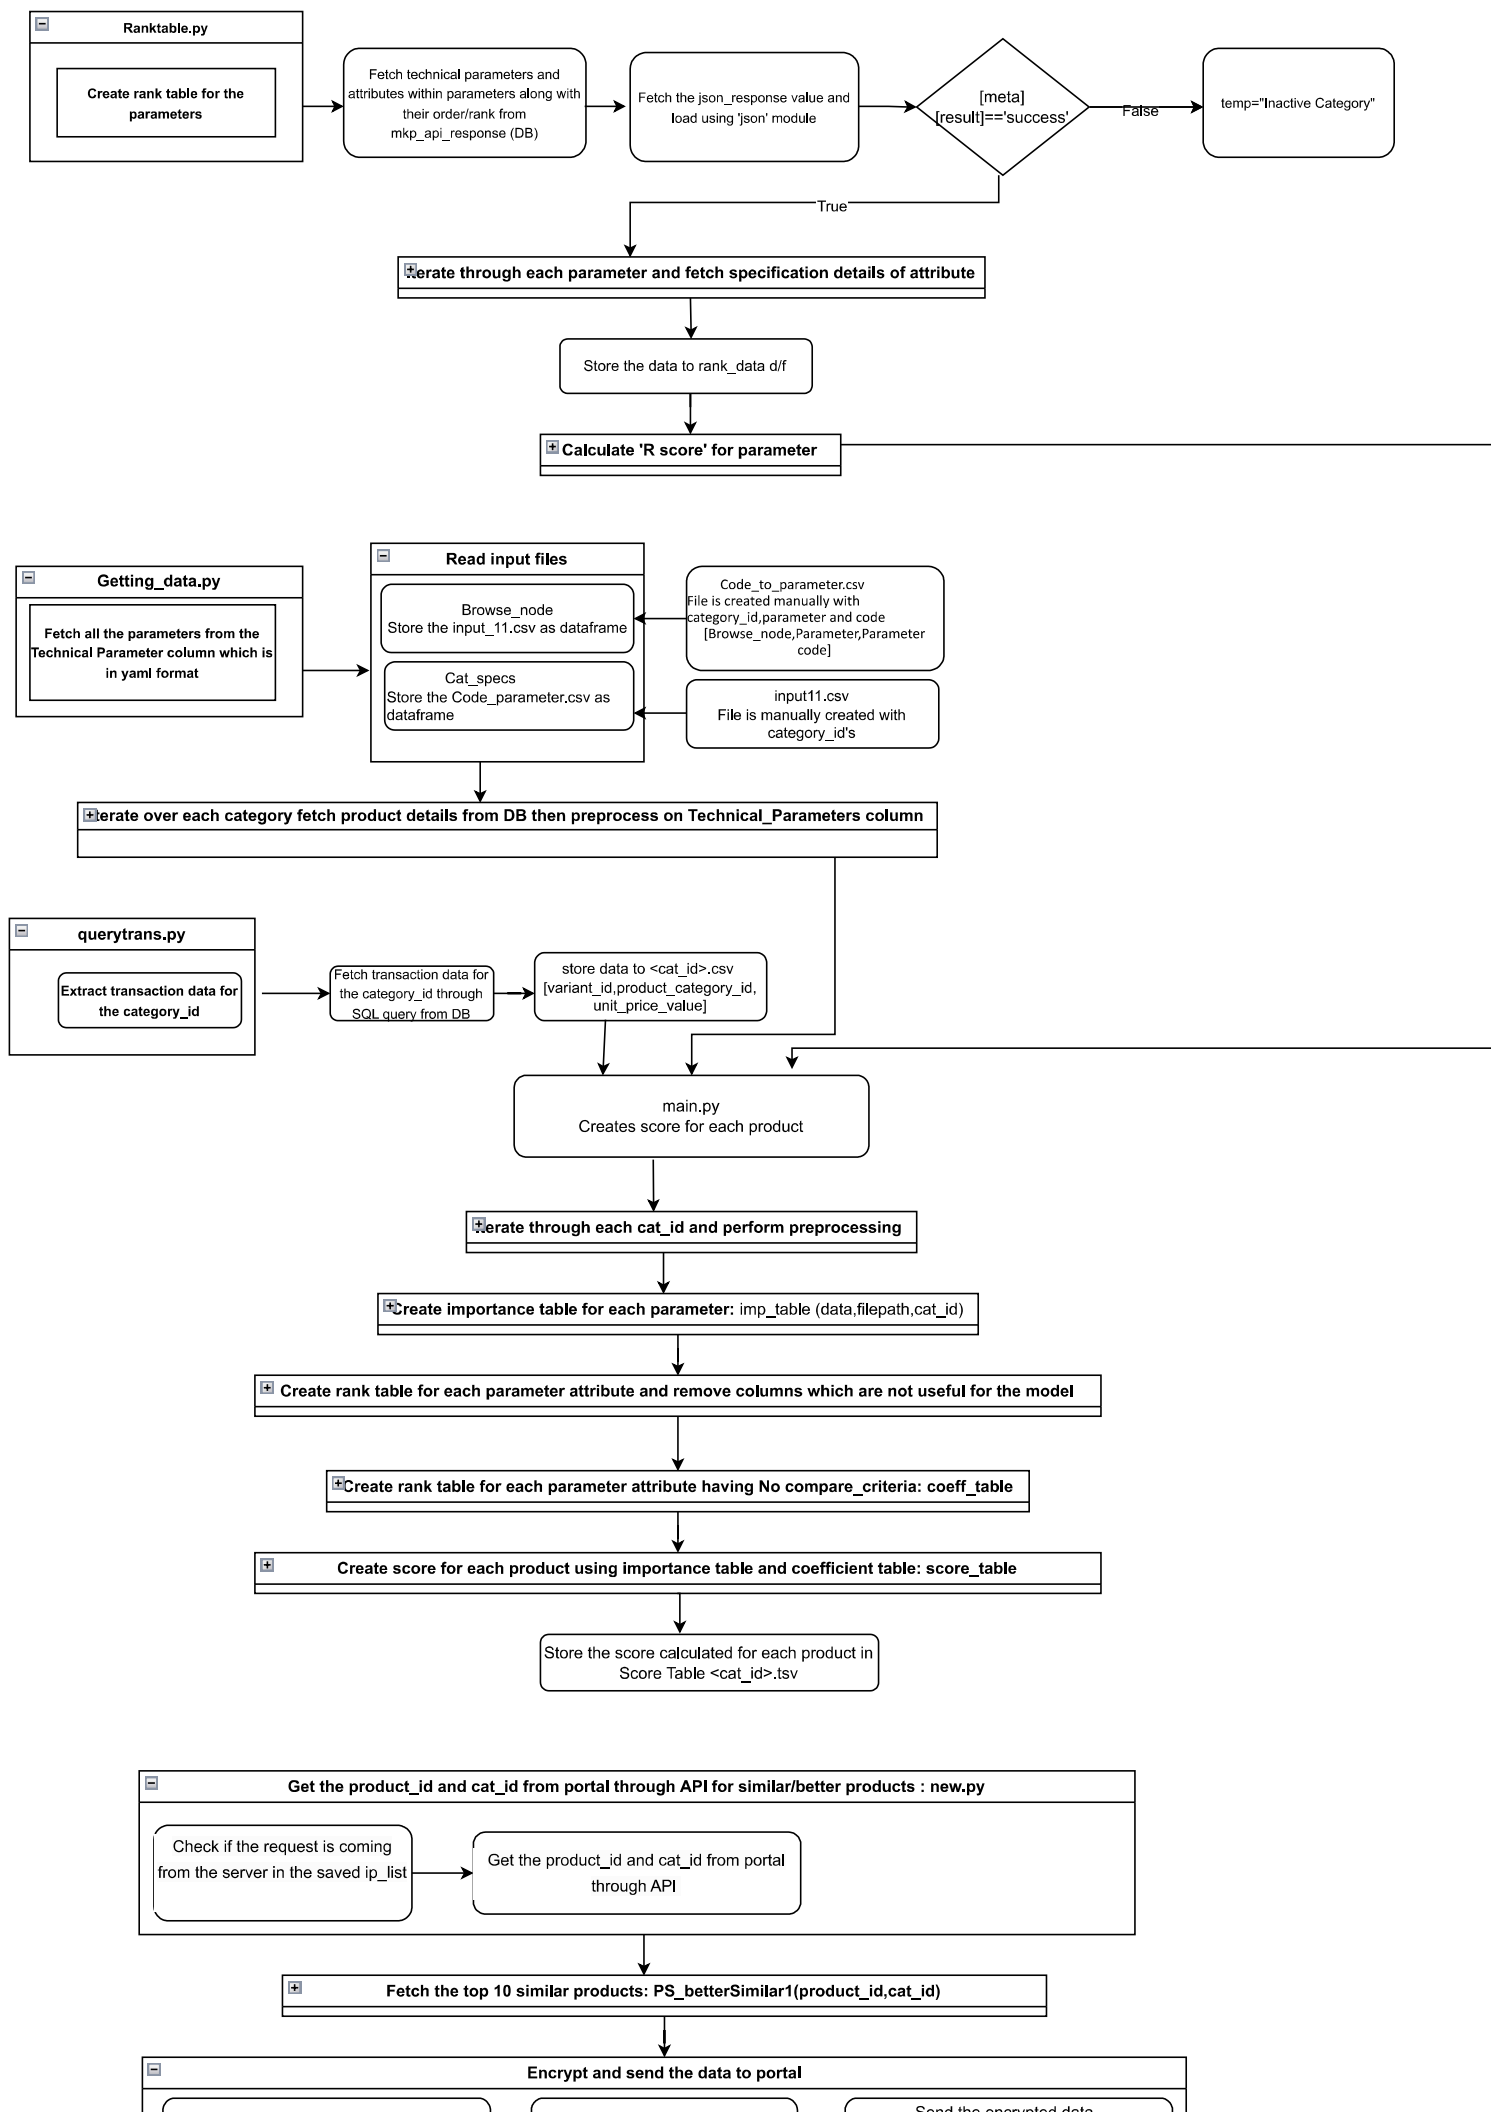 Ranktable.py
Create rank table for the
parameters
Fetch technical parameters and
attributes within parameters along with
their order/rank from
mkp_api_response (DB)
Fetch the json_response value and
load using 'json' module
[meta]
[result]=='success'
False
temp="Inactive Category"
True
terate through each parameter and fetch specification details of attribute
Store the data to rank_data d/f
Calculate 'R score' for parameter
Read input files
Getting_data.py
Fetch all the parameters from the
Technical Parameter column which is
in yaml format
Browse_node
Store the input_11.csv as dataframe
Cat_specs
Store the Code_parameter.csv as
dataframe
Code_to_parameter.csv
File is created manually with
category_id,parameter and code
[Browse_node,Parameter,Parameter
code]
input11.csv
File is manually created with
category_id's
terate over each category fetch product details from DB then preprocess on Technical_Parameters column
querytrans.py
Extract transaction data for
the category_id
Fetch transaction data for
the category_id through
SQL query from DB
store data to <cat_id>.csv
[variant_id,product_category_id,
unit_price_value]
main.py
Creates score for each product
terate through each cat_id and perform preprocessing
Create importance table for each parameter: imp_table (data,filepath,cat_id)
Create rank table for each parameter attribute and remove columns which are not useful for the model
Create rank table for each parameter attribute having No compare_criteria: coeff_table
Create score for each product using importance table and coefficient table: score_table
Store the score calculated for each product in
Score Table <cat_id>.tsv
Get the product_id and cat_id from portal through API for similar/better products : new.py
Check if the request is coming
from the server in the saved ip_list
Get the product_id and cat_id from portal
through API
Fetch the top 10 similar products: PS_betterSimilar1(product_id,cat_id)
Encrypt and send the data to portal
Send the encrypted data